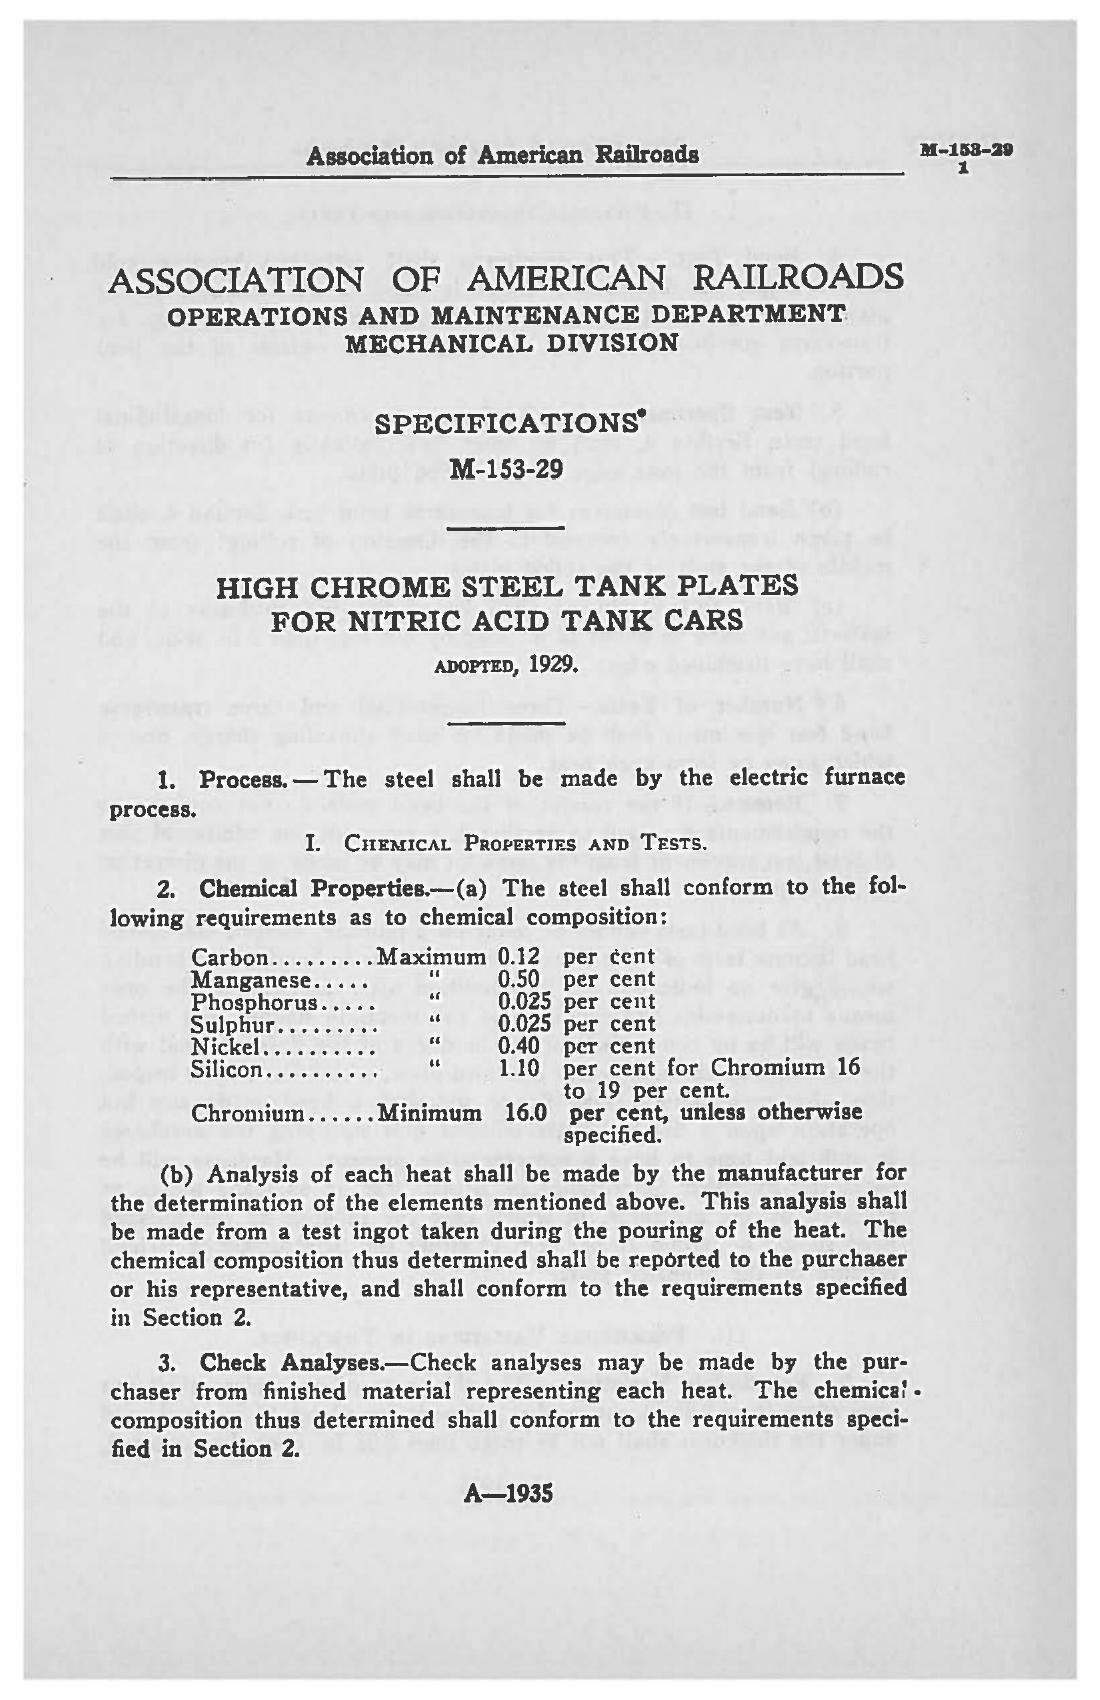 Association of American Railroads
M-153-29
1
ASSOCIATION OF AMERICAN RAILROADS
OPERATIONS AND MAINTENANCE DEPARTMENT
MECHANICAL DIVISION
SPECIFICATIONS*
M-153-29
HIGH CHROME STEEL TANK PLATES
FOR NITRIC ACID TANK CARS
ADOPTED, 1929.
1. Process.—The steel shall be made by the electric furnace
process.
I. CHEMICAL PROPERTIES AND TESTS.
2. Chemical Properties.—(a) The steel shall conform to the fol-
lowing requirements as to chemical composition:
Carbon.........Maximum 0.12 per cent
Manganese..... " 0.50 per cent
Phosphorus..... " 0.025 per cent
Sulphur......... " 0.025 per cent
Nickel.......... " 0.40 per cent
Silicon.......... " 1.10 per cent for Chromium 16
to 19 per cent.
Chromium......Minimum 16.0 per cent, unless otherwise
specified.
(b) Analysis of each heat shall be made by the manufacturer for
the determination of the elements mentioned above. This analysis shall
be made from a test ingot taken during the pouring of the heat. The
chemical composition thus determined shall be reported to the purchaser
or his representative, and shall conform to the requirements specified
in Section 2.
3. Check Analyses.—Check analyses may be made by the pur-
chaser from finished material representing each heat. The chemical
composition thus determined shall conform to the requirements speci-
fied in Section 2.
A—1935